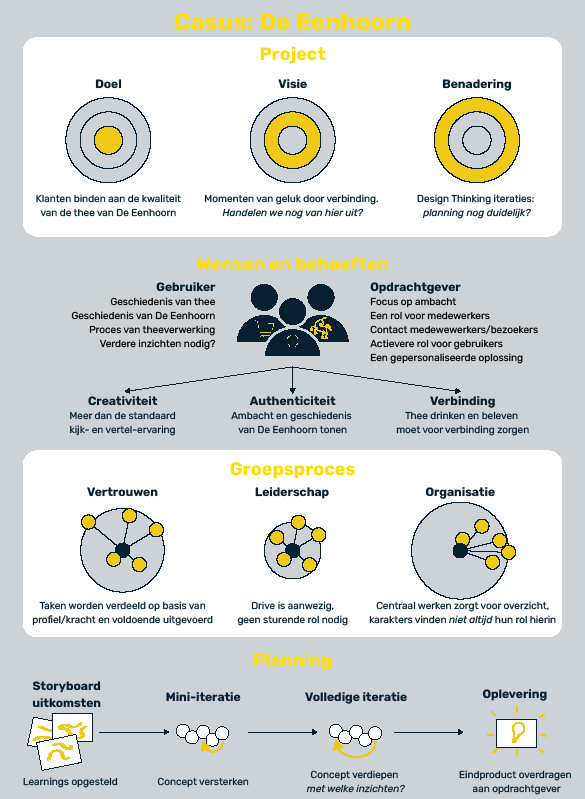 Casus: De Eenhoorn
Project
Doel
Klanten binden aan de kwaliteit
van de thee van De Eenhoorn
Visie
Momenten van geluk door verbinding.
Handelen we nog van hier uit?
Benadering
Design Thinking iteraties:
planning nog duidelijk?
Wensen en behoeften
Gebruiker
Geschiedenis van thee
Geschiedenis van De Eenhoorn
Proces van theeverwerking
Verdere inzichten nodig?
Opdrachtgever
Focus op ambacht
Een rol voor medewerkers
Contact medewewerkers/bezoekers
Actievere rol voor gebruikers
Een gepersonaliseerde oplossing
Creativiteit
Meer dan de standaard
kijk- en vertel-ervaring
Authenticiteit
Ambacht en geschiedenis
van De Eenhoorn tonen
Verbinding
Thee drinken en beleven
moet voor verbinding zorgen
Groepsproces
Vertrouwen
Taken worden verdeeld op basis van
profiel/kracht en voldoende uitgevoerd
Leiderschap
Drive is aanwezig,
geen sturende rol nodig
Organisatie
Centraal werken zorgt voor overzicht,
karakters vinden niet altijd hun rol hierin
Planning
Storyboard
uitkomsten
Learnings opgesteld
Mini-iteratie
Concept versterken
Volledige iteratie
Concept verdiepen
met welke inzichten?
Oplevering
Eindproduct overdragen
aan opdrachtgever